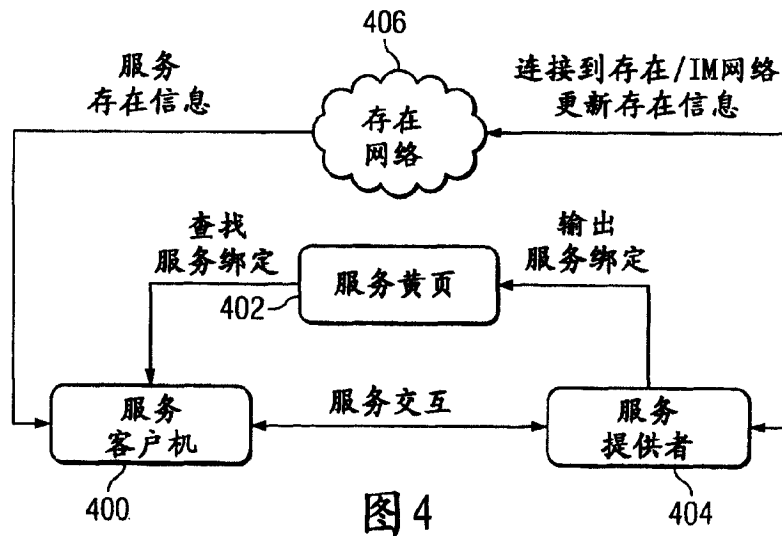 406
服务
存在信息
存在
网络
连接到存在/IM网络
更新存在信息
查找
服务绑定
输出
服务绑定
服务黄页
402
服务
客户机
服务交互
服务
提供者
400
404
图4